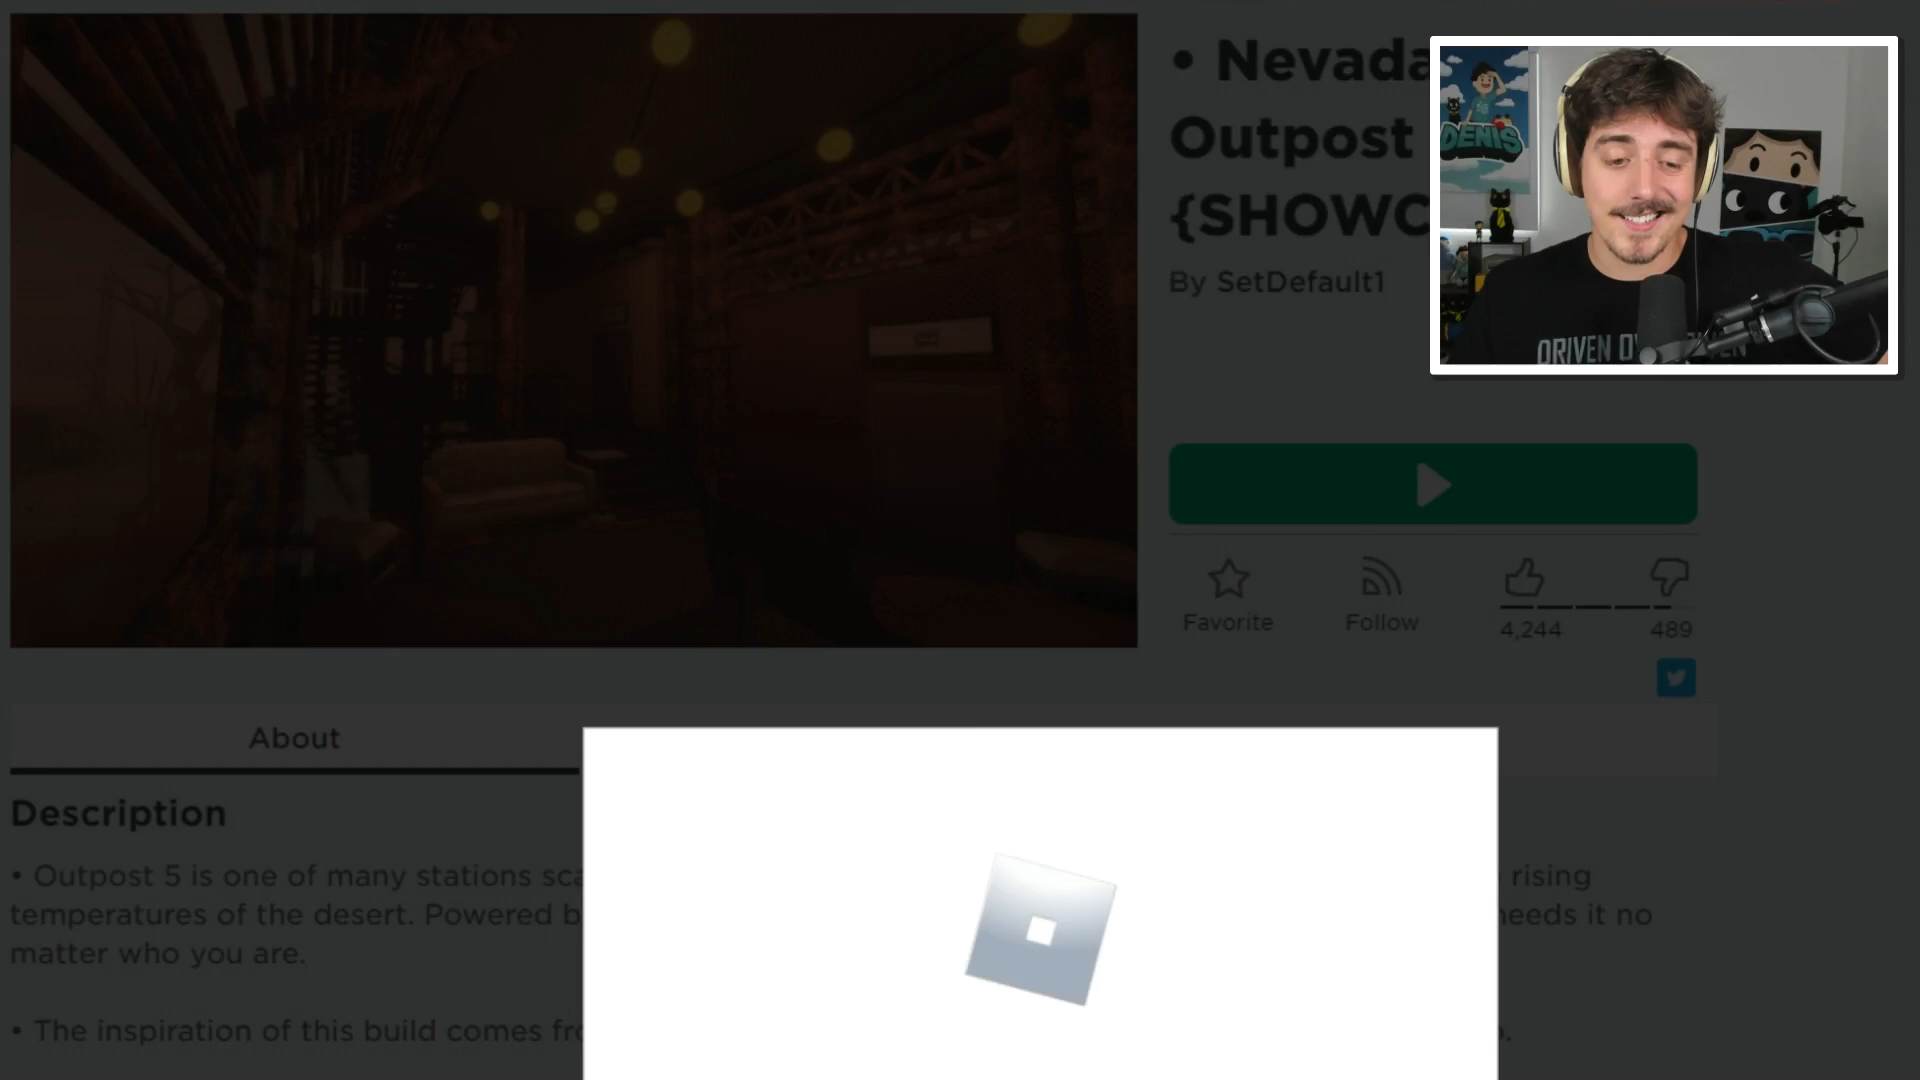 • Nevada
Outpost
{SHOWC
By SetDefault1
DENIS
DRIVEN
Favorite
Follow
4,244
489
About
Description
• Outpost 5 is one of many stations sca
rising
temperatures of the desert. Powered b
needs it no
matter who you are.
• The inspiration of this build comes fro